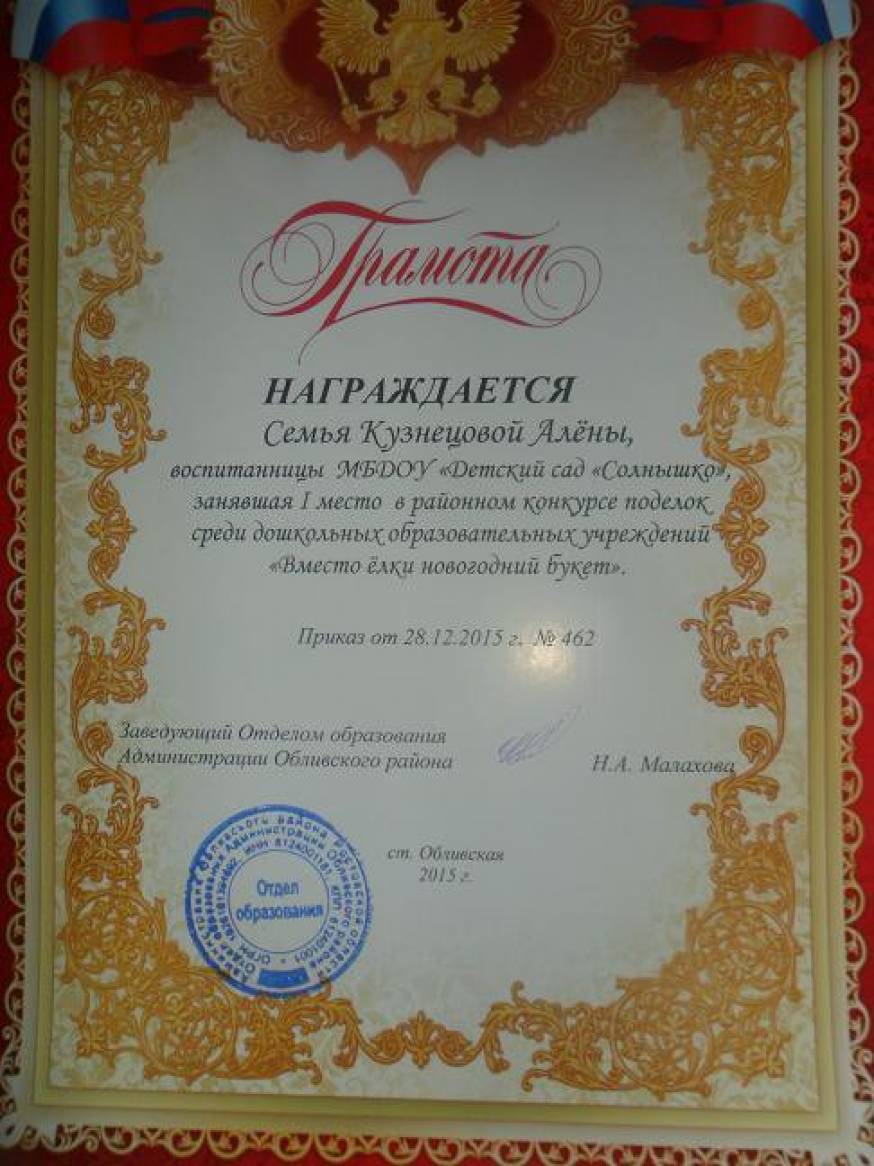 Грамота
НАГРАЖДАЕТСЯ
Семья Кузнецовой Алёны,
воспитанницы МБДОУ «Детский сад «Солнышко»,
занявшая I место в районном конкурсе поделок
среди дошкольных образовательных учреждений
«Вместо ёлки новогодний букет».
Приказ от 28.12.2015 г. № 462
Заведующий Отделом образования
Администрации Обливского района
Н.А. Малахова
ст. Обливская
2015 г.
Отдел
образования